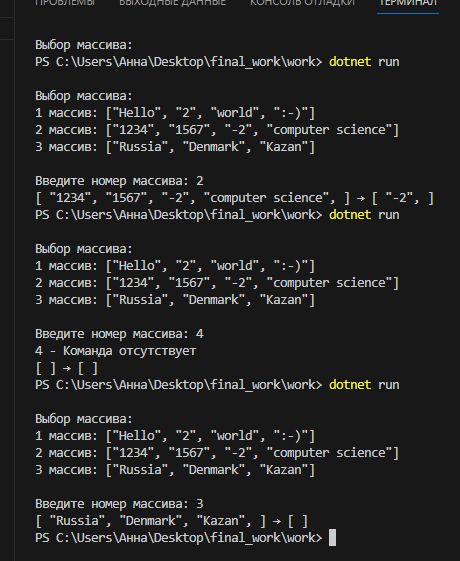 ПРОБЛЕМЫ ВЫХОДНЫЕ ДАННЫЕ КОНСОЛЬ ОТЛАДКИ ТЕРМИНАЛ
Выбор массива:
PS C:\Users\Анна\Desktop\final_work\work> dotnet run
Выбор массива:
1 массив: ["Hello", "2", "world", ":-)"]
2 массив: ["1234", "1567", "-2", "computer science"]
3 массив: ["Russia", "Denmark", "Kazan"]
Введите номер массива: 2
[ "1234", "1567", "-2", "computer science", ] → [ "-2", ]
PS C:\Users\Анна\Desktop\final_work\work> dotnet run
Выбор массива:
1 массив: ["Hello", "2", "world", ":-)"]
2 массив: ["1234", "1567", "-2", "computer science"]
3 массив: ["Russia", "Denmark", "Kazan"]
Введите номер массива: 4
4 - Команда отсутствует
[ ] → [ ]
PS C:\Users\Анна\Desktop\final_work\work> dotnet run
Выбор массива:
1 массив: ["Hello", "2", "world", ":-)"]
2 массив: ["1234", "1567", "-2", "computer science"]
3 массив: ["Russia", "Denmark", "Kazan"]
Введите номер массива: 3
[ "Russia", "Denmark", "Kazan", ] → [ ]
PS C:\Users\Анна\Desktop\final_work\work>